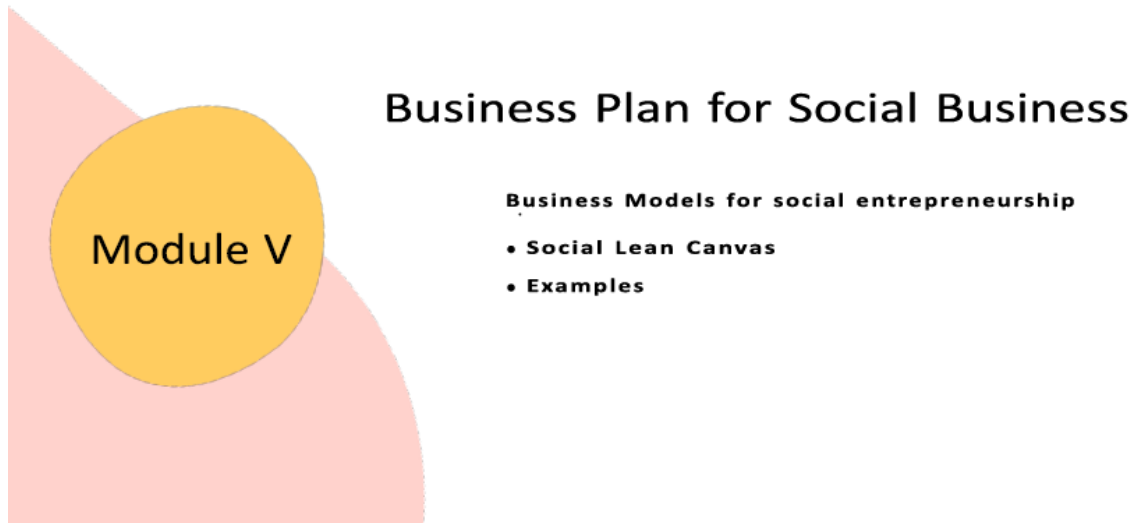 Business Plan for Social Business
Module V
Business Models for social entrepreneurship
• Social Lean Canvas
• Examples